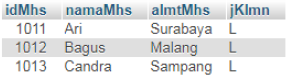 idMhs namaMhs almtMhs jKlmn
1011 Ari Surabaya L
1012 Bagus Malang L
1013 Candra Sampang L